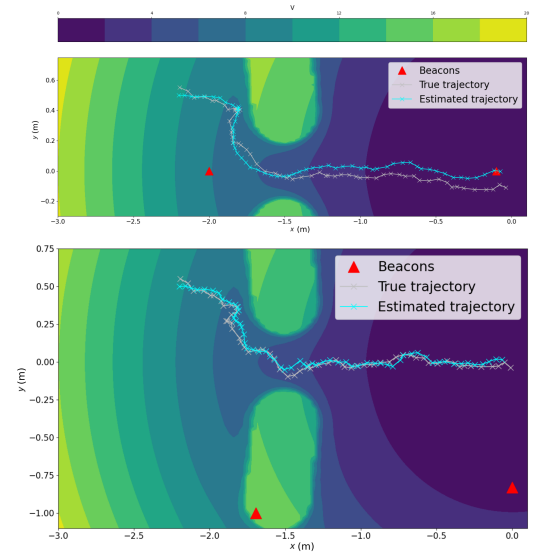 V
0 4 8 12 16 20
0.6
0.4
0.2
0.0
−0.2
y (m)
Beacons
True trajectory
Estimated trajectory
−3.0 −2.5 −2.0 −1.5 −1.0 −0.5 0.0
x (m)
0.75
0.50
0.25
0.00
−0.25
−0.50
−0.75
−1.00
y (m)
Beacons
True trajectory
Estimated trajectory
−3.0 −2.5 −2.0 −1.5 −1.0 −0.5 0.0
x (m)